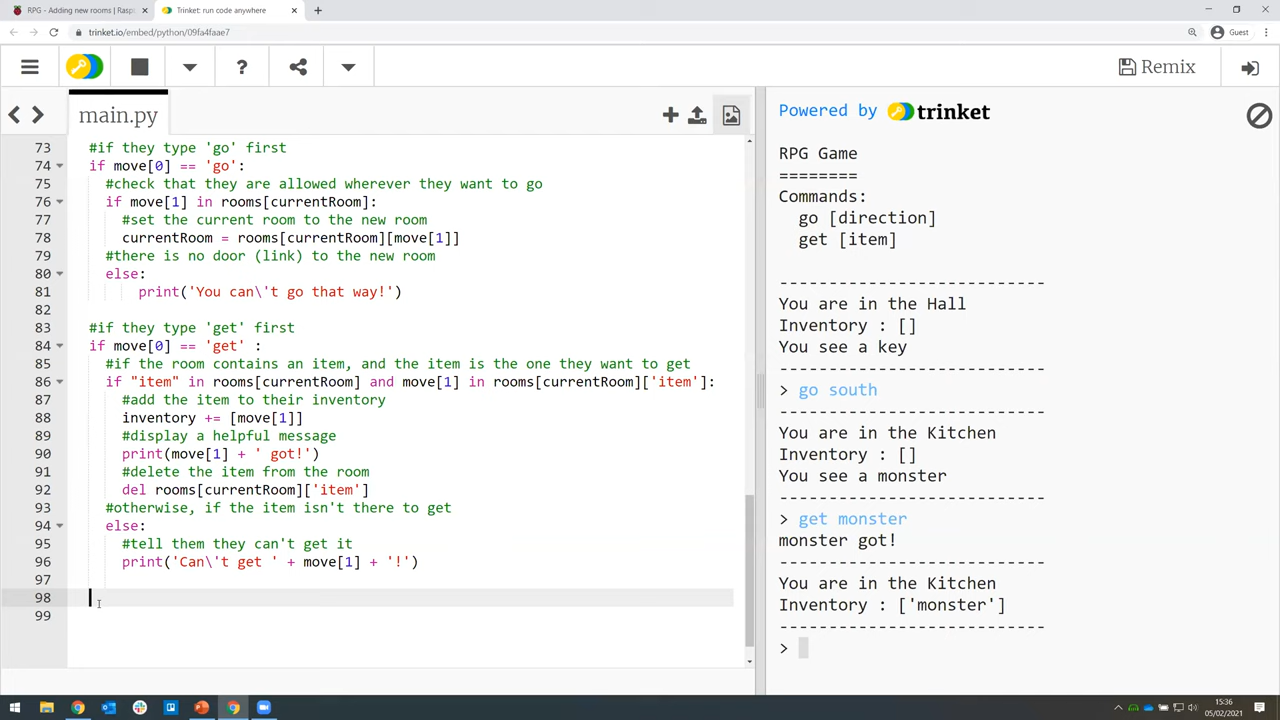 RPG - Adding new rooms | Rasp
Trinket: run code anywhere
trinket.io/embed/python/09fa4faae7
Guest
?
Remix
main.py
Powered by trinket
73 #if they type 'go' first
74 if move[0] == 'go':
75 #check that they are allowed wherever they want to go
76 if move[1] in rooms[currentRoom]:
77 #set the current room to the new room
78 currentRoom = rooms[currentRoom][move[1]]
79 #there is no door (link) to the new room
80 else:
81 print('You can\'t go that way!')
82
83 #if they type 'get' first
84 if move[0] == 'get' :
85 #if the room contains an item, and the item is the one they want to get
86 if "item" in rooms[currentRoom] and move[1] in rooms[currentRoom]['item']:
87 #add the item to their inventory
88 inventory += [move[1]]
89 #display a helpful message
90 print(move[1] + ' got!')
91 #delete the item from the room
92 del rooms[currentRoom]['item']
93 #otherwise, if the item isn't there to get
94 else:
95 #tell them they can't get it
96 print('Can\'t get ' + move[1] + '!')
97
98
99
RPG Game
========
Commands:
go [direction]
get [item]
---------------------------
You are in the Hall
Inventory : []
You see a key
---------------------------
> go south
---------------------------
You are in the Kitchen
Inventory : []
You see a monster
---------------------------
> get monster
monster got!
---------------------------
You are in the Kitchen
Inventory : ['monster']
---------------------------
>
15:36
05/02/2021